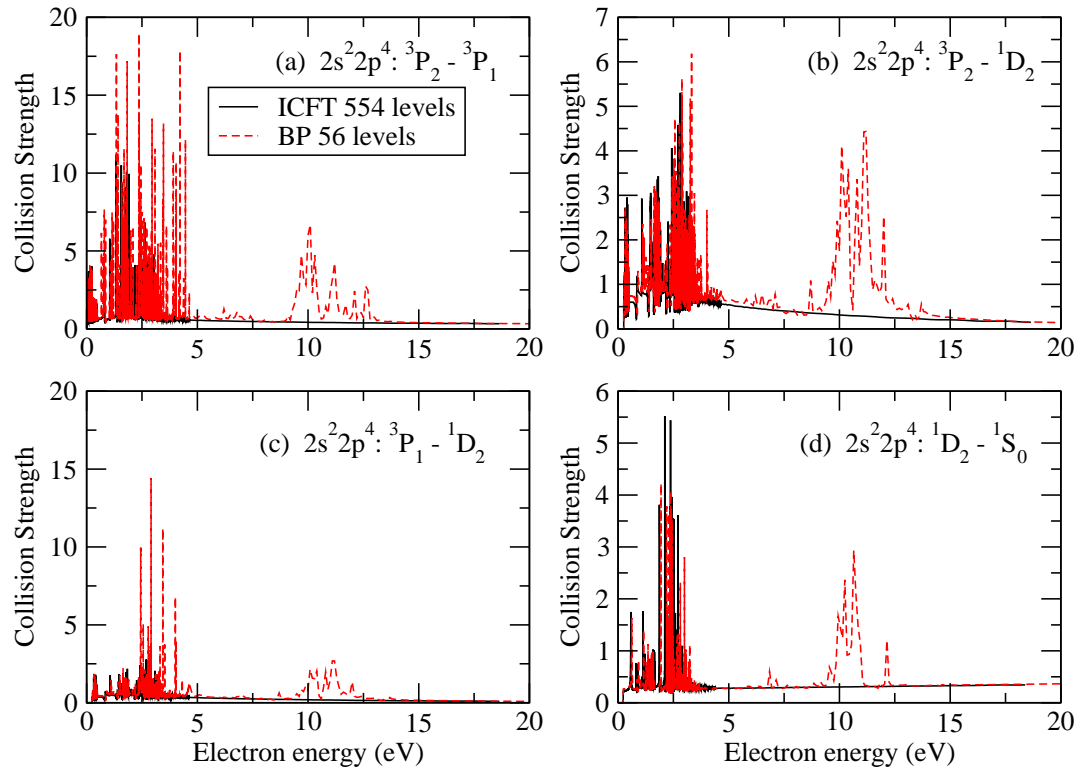 20
15
10
5
0
Collision Strength
(a) 2s²2p⁴: ³P₂ - ³P₁
ICFT 554 levels
BP 56 levels
0 5 10 15 20
7
6
5
4
3
2
1
0
Collision Strength
(b) 2s²2p⁴: ³P₂ - ¹D₂
0 5 10 15 20
20
15
10
5
0
Collision Strength
(c) 2s²2p⁴: ³P₁ - ¹D₂
0 5 10 15 20
Electron energy (eV)
6
5
4
3
2
1
0
Collision Strength
(d) 2s²2p⁴: ¹D₂ - ¹S₀
0 5 10 15 20
Electron energy (eV)